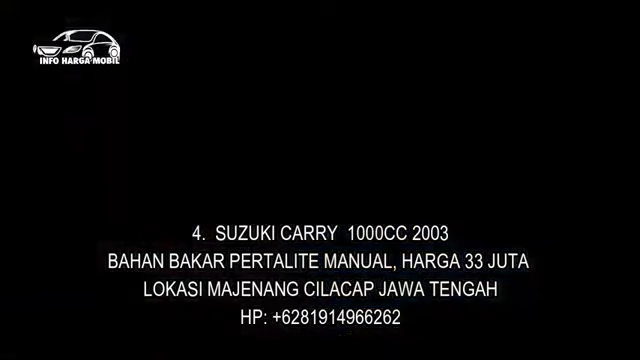 INFO HARGA MOBIL
4. SUZUKI CARRY 1000CC 2003
BAHAN BAKAR PERTALITE MANUAL, HARGA 33 JUTA
LOKASI MAJENANG CILACAP JAWA TENGAH
HP: +6281914966262